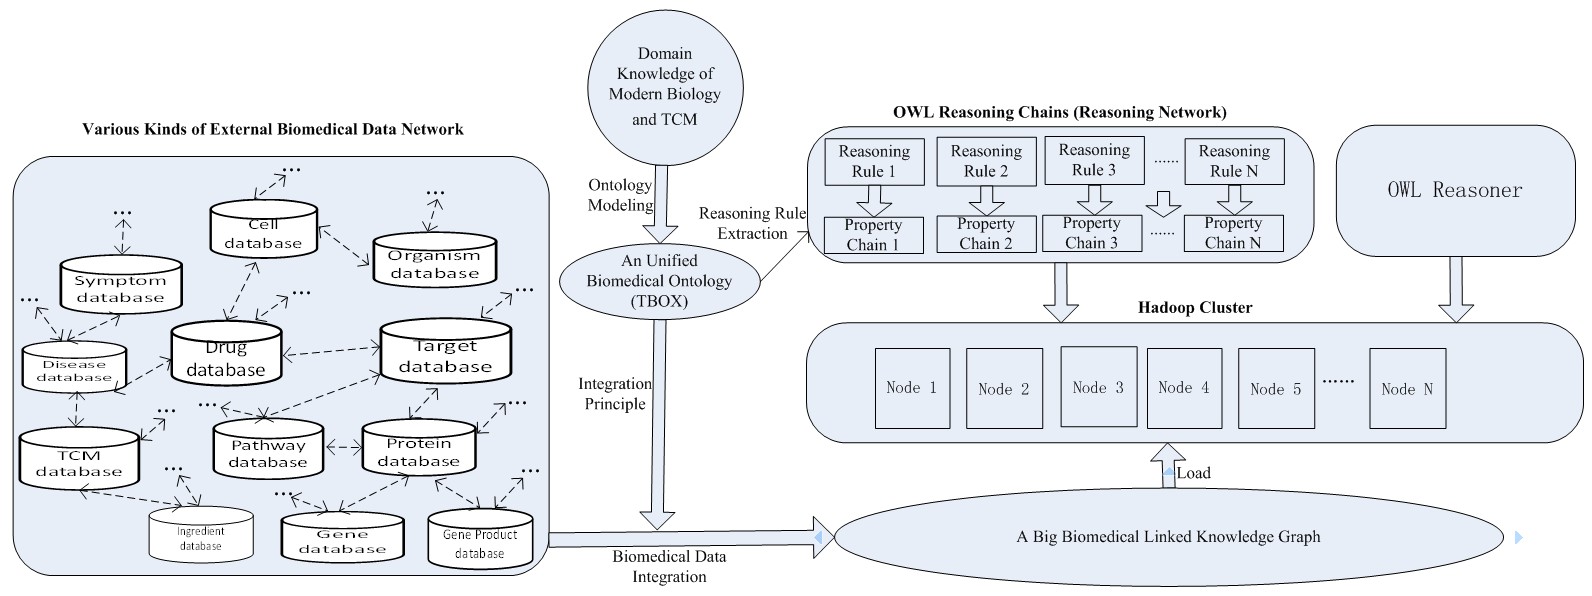 Various Kinds of External Biomedical Data Network
...
...
...
Cell
database
Organism
database
Symptom
database
...
...
...
Drug
database
Target
database
Disease
database
...
...
...
TCM
database
Pathway
database
Protein
database
...
...
...
Ingredient
database
Gene
database
Gene Product
database
Domain
Knowledge of
Modern Biology
and TCM
Ontology
Modeling
An Unified
Biomedical Ontology
(TBOX)
Reasoning Rule
Extraction
Integration
Principle
Biomedical Data
Integration
OWL Reasoning Chains (Reasoning Network)
Reasoning
Rule 1
Reasoning
Rule 2
Reasoning
Rule 3
......
Reasoning
Rule N
Property
Chain 1
Property
Chain 2
Property
Chain 3
......
Property
Chain N
OWL Reasoner
Hadoop Cluster
Node 1
Node 2
Node 3
Node 4
Node 5
......
Node N
Load
A Big Biomedical Linked Knowledge Graph